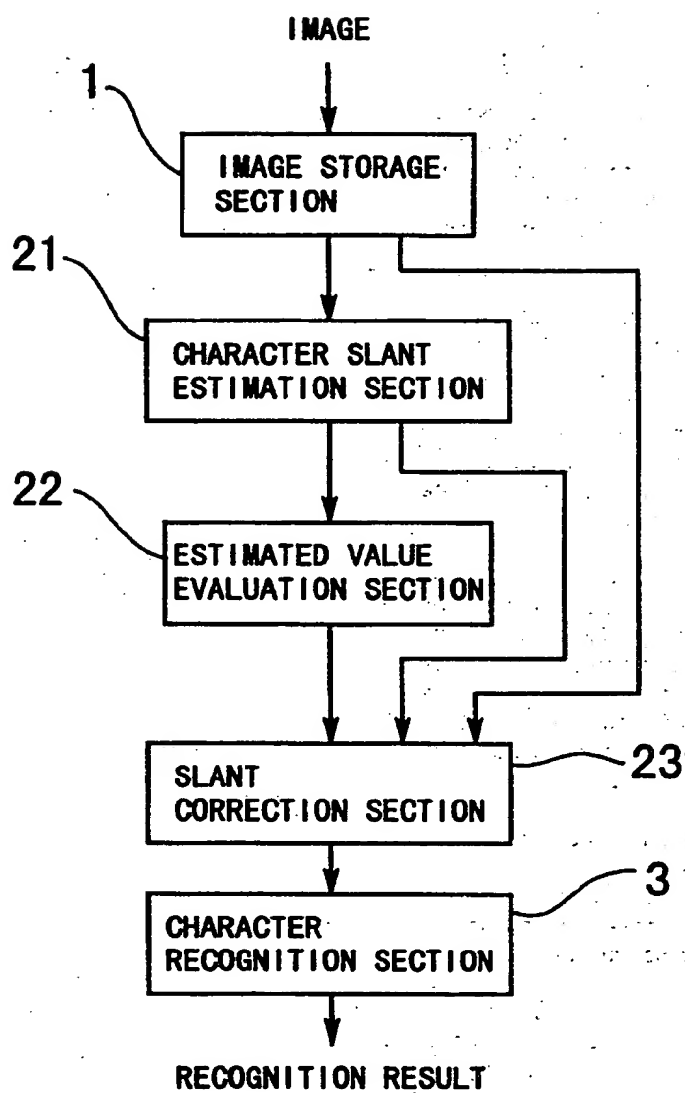 IMAGE
1
IMAGE STORAGE
SECTION
21
CHARACTER SLANT
ESTIMATION SECTION
22
ESTIMATED VALUE
EVALUATION SECTION
SLANT
CORRECTION SECTION
23
CHARACTER
RECOGNITION SECTION
3
RECOGNITION RESULT